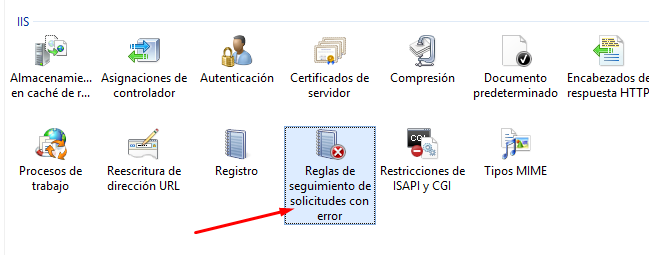 IIS
Almacenamie...
en caché de r...
Asignaciones de
controlador
Autenticación
Certificados de
servidor
Compresión
Documento
predeterminado
Encabezados de
respuesta HTTP
Procesos de
trabajo
Reescritura de
dirección URL
Registro
Reglas de
seguimiento de
solicitudes con
error
CGI
Restricciones de
ISAPI y CGI
Tipos MIME